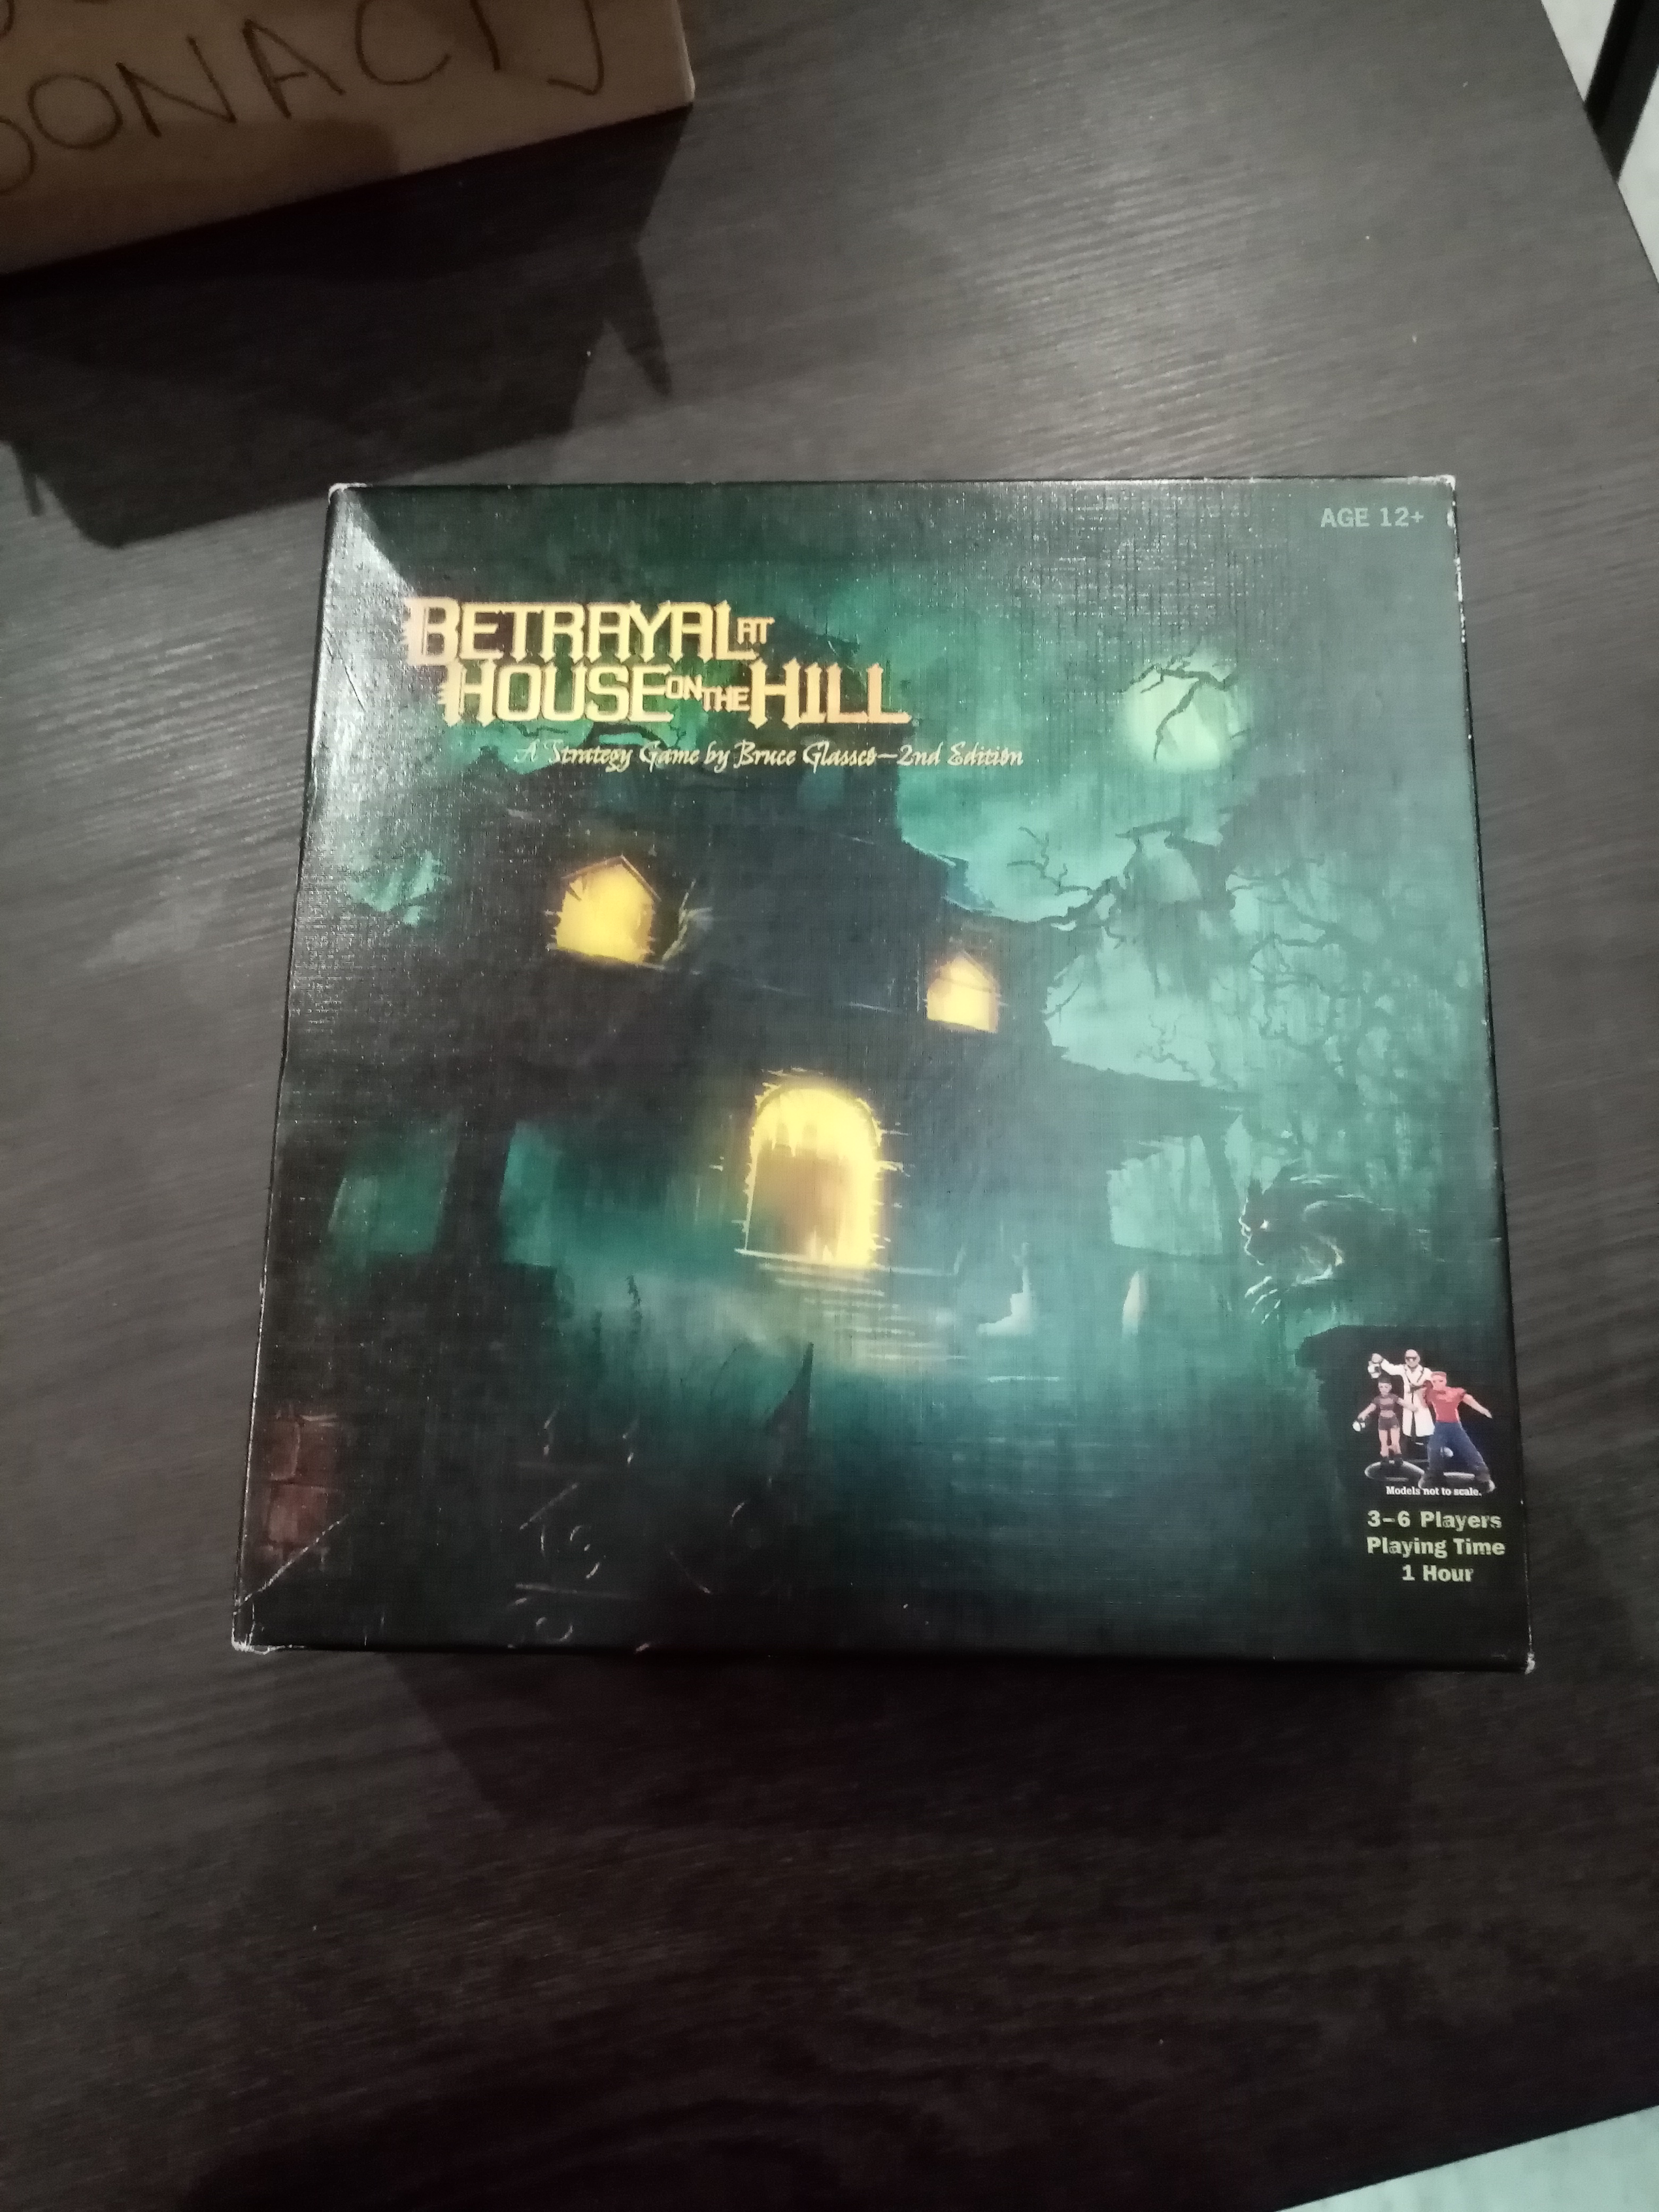 BONACIJ
AGE 12+
BETRAYAL AT
HOUSE ON THE HILL
A Strategy Game by Bruce Glassco—2nd Edition
Models not to scale.
3–6 Players
Playing Time
1 Hour